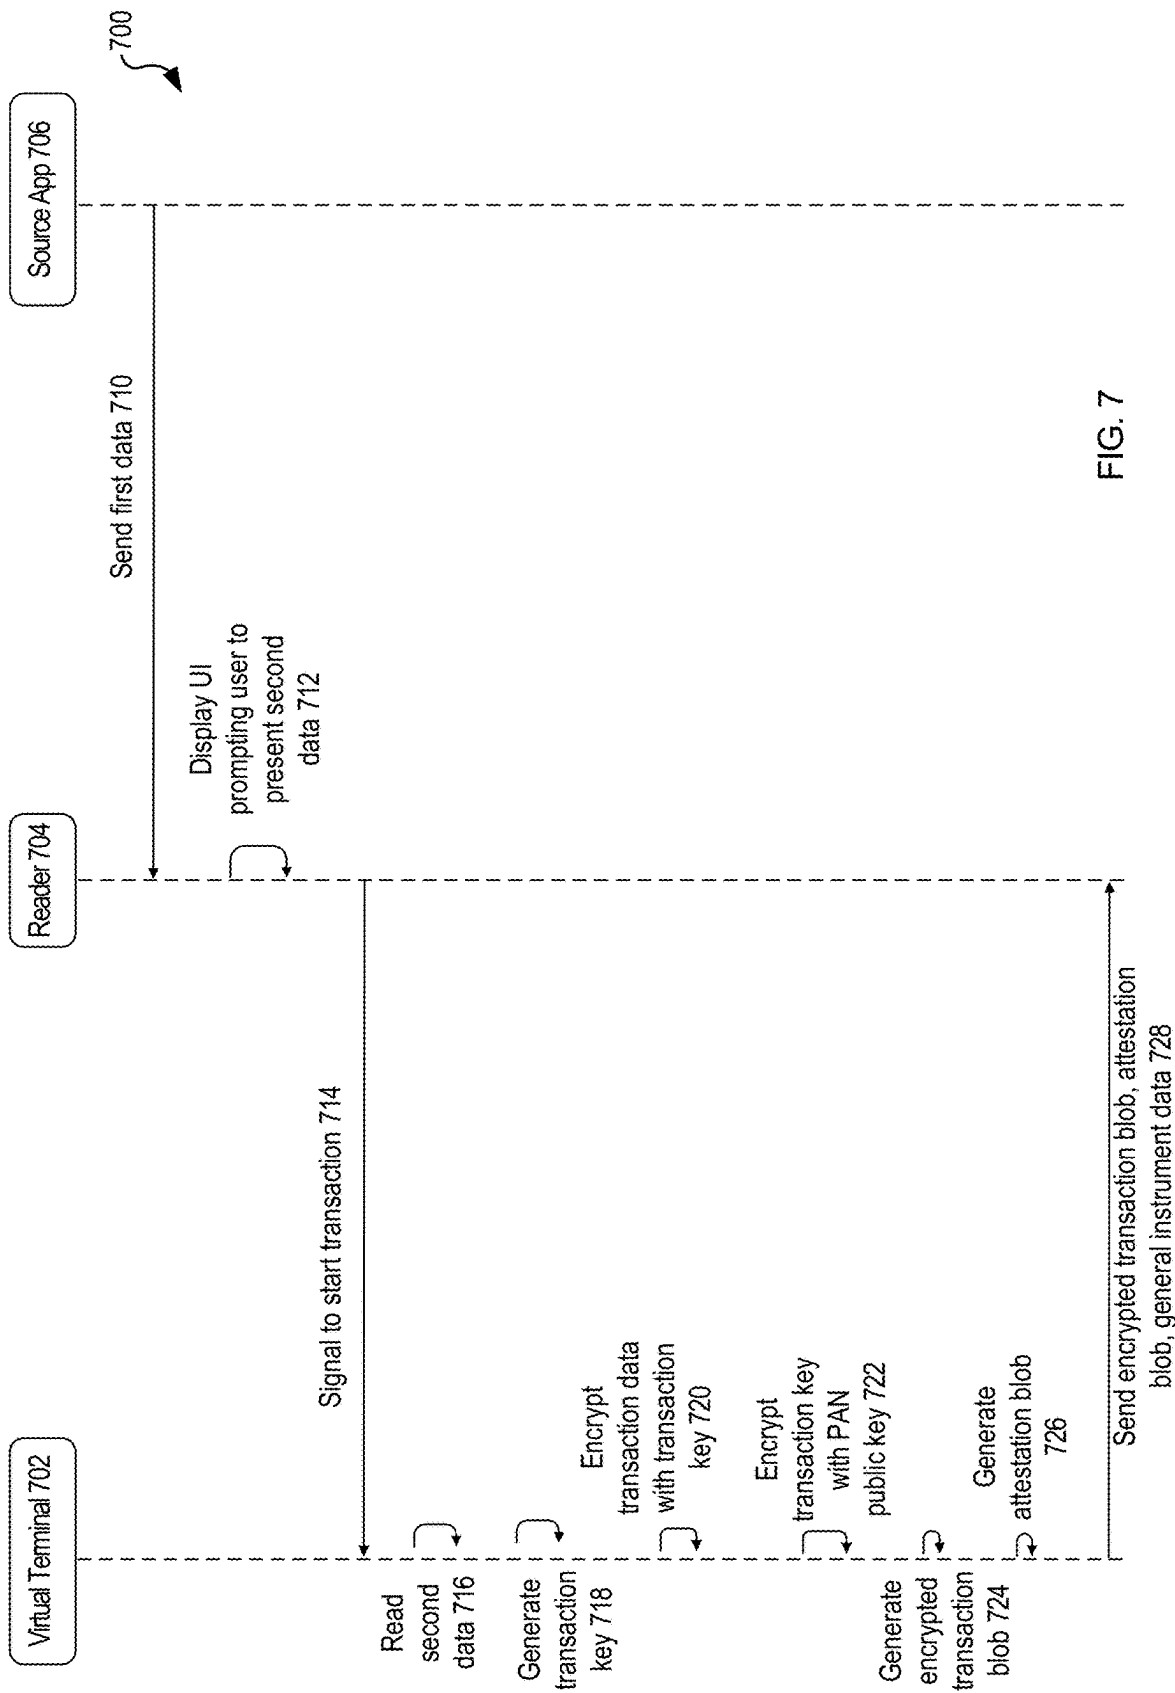 700
Virtual Terminal 702
Reader 704
Source App 706
Send first data 710
Display UI
prompting user to
present second
data 712
Signal to start transaction 714
Read
second
data 716
Generate
transaction
key 718
Encrypt
transaction data
with transaction
key 720
Encrypt
transaction key
with PAN
public key 722
Generate
encrypted
transaction
blob 724
Generate
attestation blob
726
Send encrypted transaction blob, attestation
blob, general instrument data 728
FIG. 7